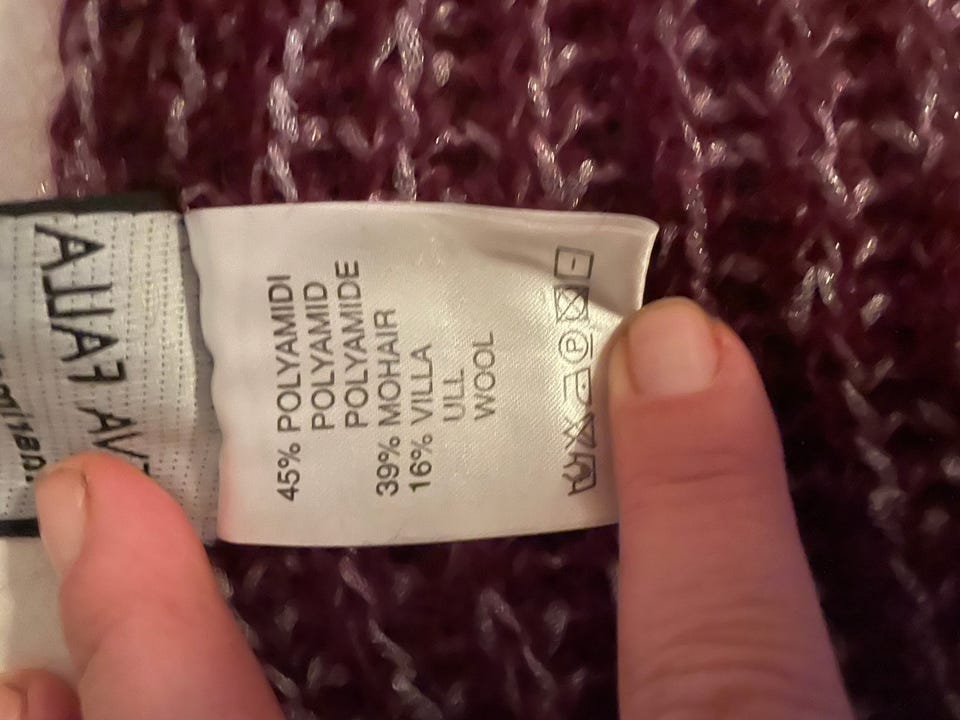 45% POLYAMIDI
POLYAMID
POLYAMIDE
39% MOHAIR
16% VILLA
ULL
WOOL
P